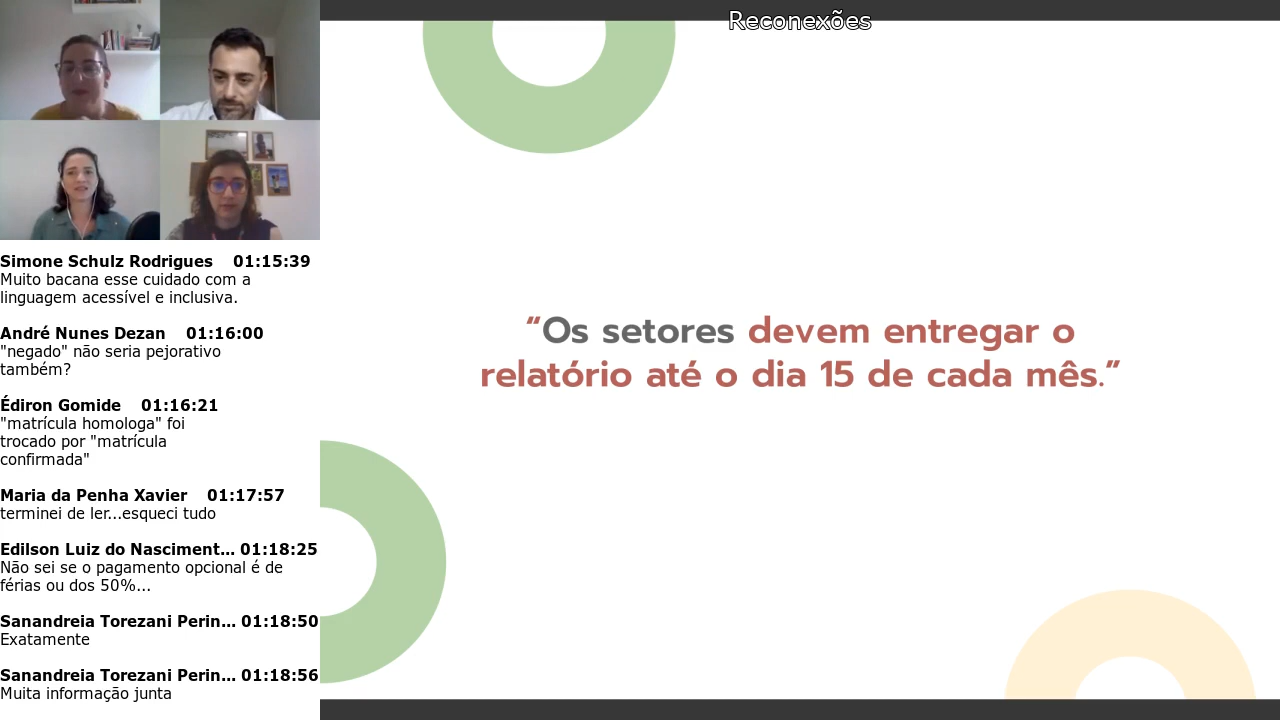 Reconexões
Simone Schulz Rodrigues 01:15:39
Muito bacana esse cuidado com a
linguagem acessível e inclusiva.
André Nunes Dezan 01:16:00
"negado" não seria pejorativo
também?
Édiron Gomide 01:16:21
"matrícula homologa" foi
trocado por "matrícula
confirmada"
Maria da Penha Xavier 01:17:57
terminei de ler...esqueci tudo
Edilson Luiz do Nasciment... 01:18:25
Não sei se o pagamento opcional é de
férias ou dos 50%...
Sanandreia Torezani Perin... 01:18:50
Exatamente
Sanandreia Torezani Perin... 01:18:56
Muita informação junta
“Os setores devem entregar o
relatório até o dia 15 de cada mês.”